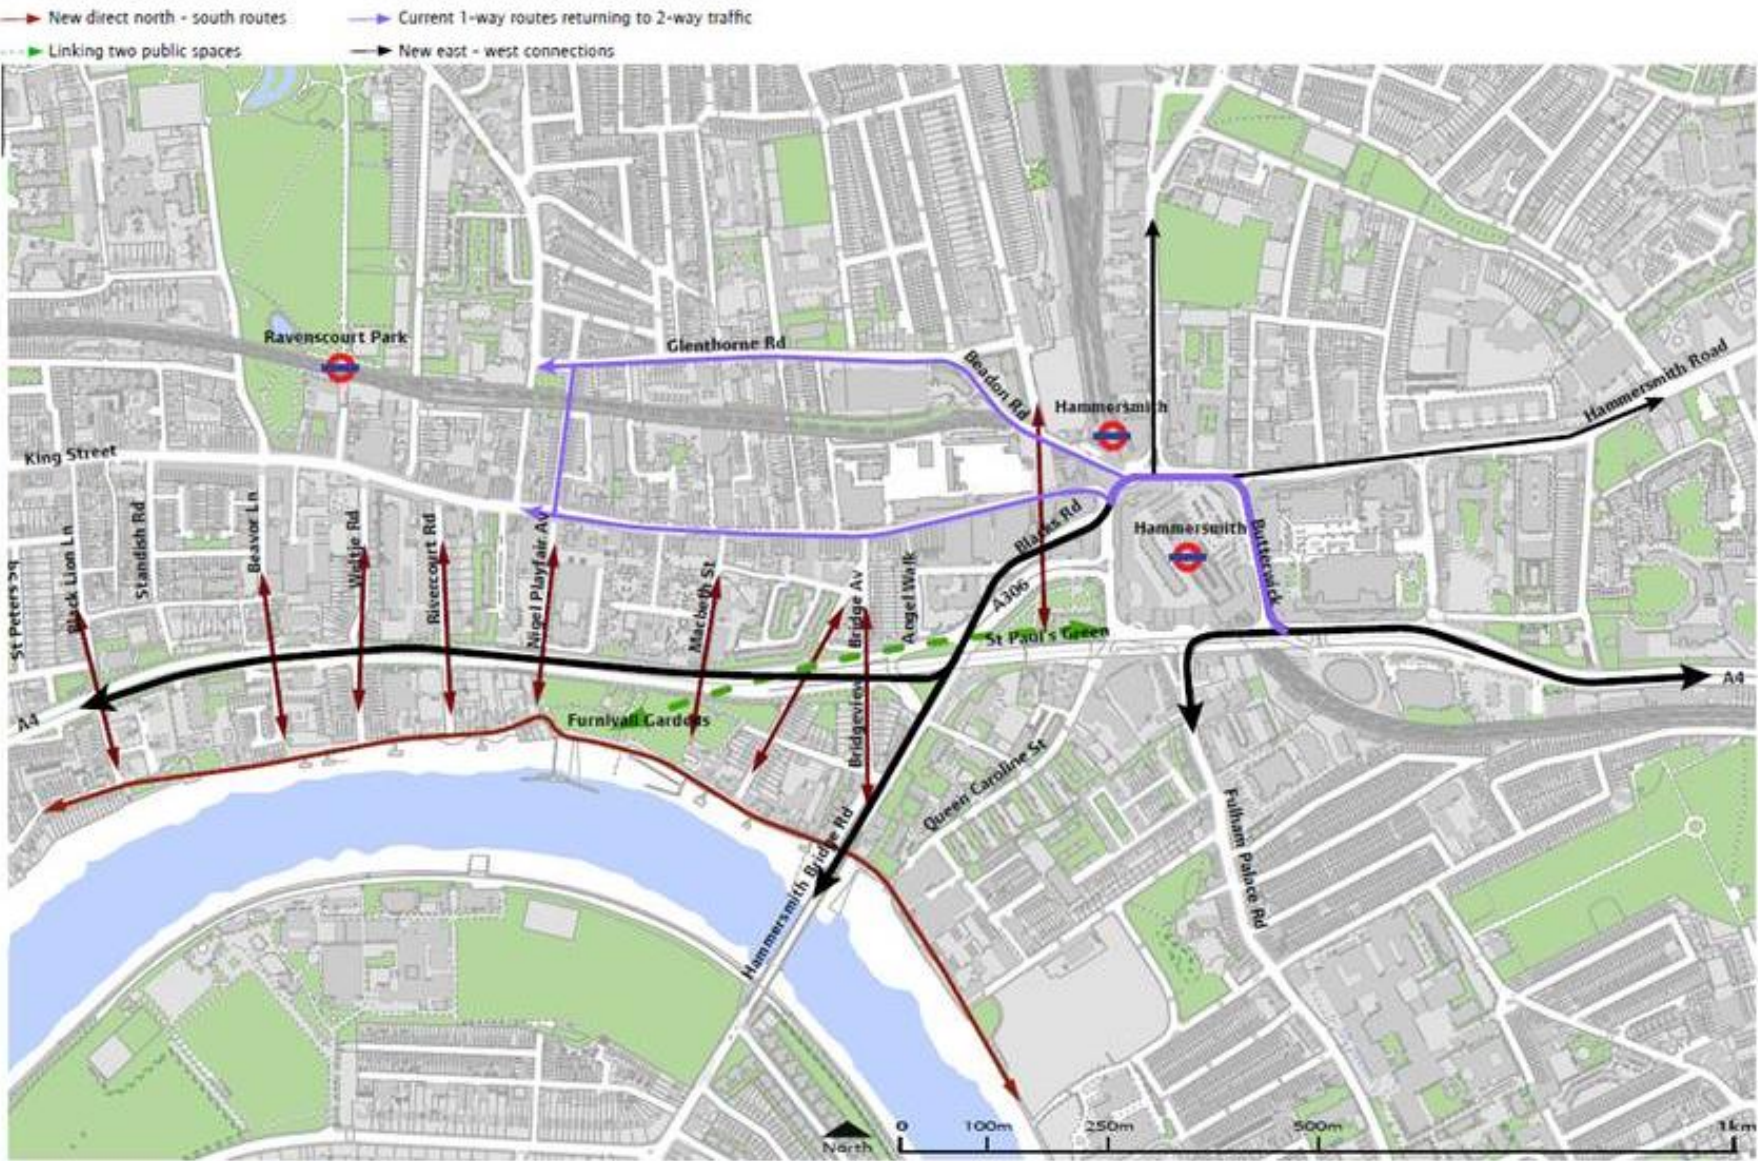 New direct north - south routes
Current 1-way routes returning to 2-way traffic
Linking two public spaces
New east - west connections
Ravenscourt Park
Glenthorne Rd
Beadon Rd
Hammersmith
Hammersmith Road
King Street
Hammersmith
Butterwick
Blacks Rd
A306
St Peters Sq
Black Lion Ln
Standish Rd
Beavor Ln
Weltje Rd
Rivercourt Rd
Nigel Playfair Av
Macbeth St
Bridge Av
Angel Walk
St Paul's Green
A4
A4
Furnivall Gardens
Bridgeview
Queen Caroline St
Hammersmith Bridge Rd
Fulham Palace Rd
North
0 100m 250m 500m 1km